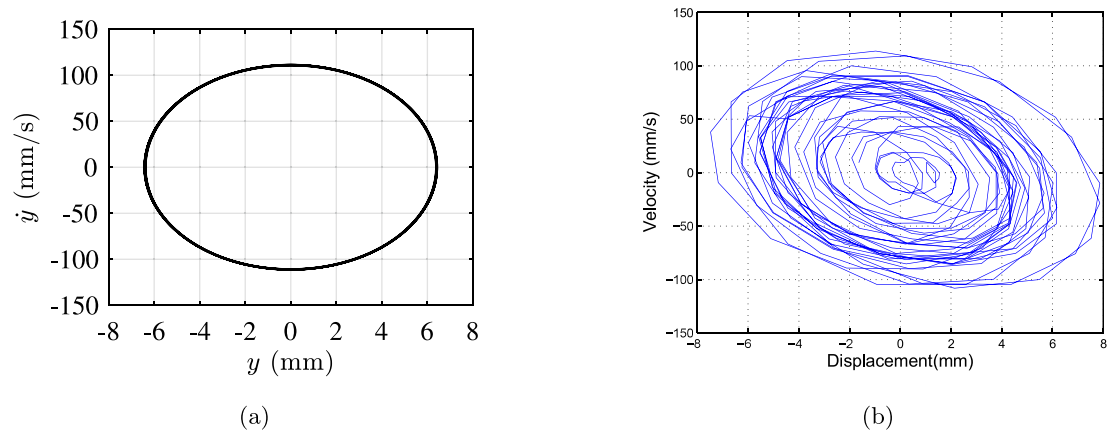 150
100
50
0
-50
-100
-150
-8 -6 -4 -2 0 2 4 6 8
ẏ (mm/s)
y (mm)
(a)
150
100
50
0
−50
−100
−150
−8 −6 −4 −2 0 2 4 6 8
Velocity (mm/s)
Displacement(mm)
(b)